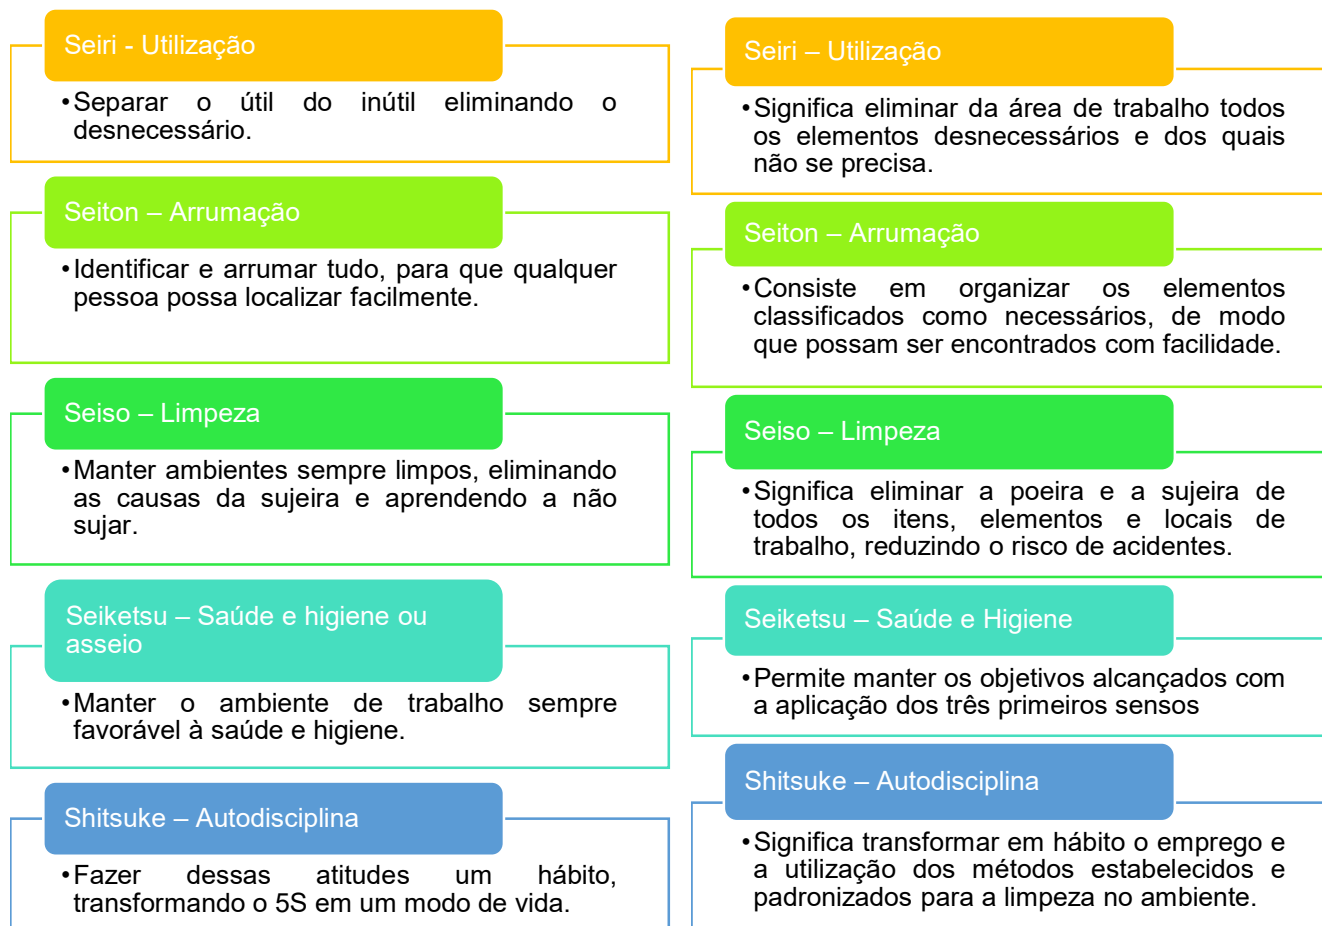 Seiri - Utilização
•Separar o útil do inútil eliminando o
desnecessário.
Seiton – Arrumação
•Identificar e arrumar tudo, para que qualquer
pessoa possa localizar facilmente.
Seiso – Limpeza
•Manter ambientes sempre limpos, eliminando
as causas da sujeira e aprendendo a não
sujar.
Seiketsu – Saúde e higiene ou
asseio
•Manter o ambiente de trabalho sempre
favorável à saúde e higiene.
Shitsuke – Autodisciplina
•Fazer dessas atitudes um hábito,
transformando o 5S em um modo de vida.
Seiri – Utilização
•Significa eliminar da área de trabalho todos
os elementos desnecessários e dos quais
não se precisa.
Seiton – Arrumação
•Consiste em organizar os elementos
classificados como necessários, de modo
que possam ser encontrados com facilidade.
Seiso – Limpeza
•Significa eliminar a poeira e a sujeira de
todos os itens, elementos e locais de
trabalho, reduzindo o risco de acidentes.
Seiketsu – Saúde e Higiene
•Permite manter os objetivos alcançados com
a aplicação dos três primeiros sensos
Shitsuke – Autodisciplina
•Significa transformar em hábito o emprego e
a utilização dos métodos estabelecidos e
padronizados para a limpeza no ambiente.